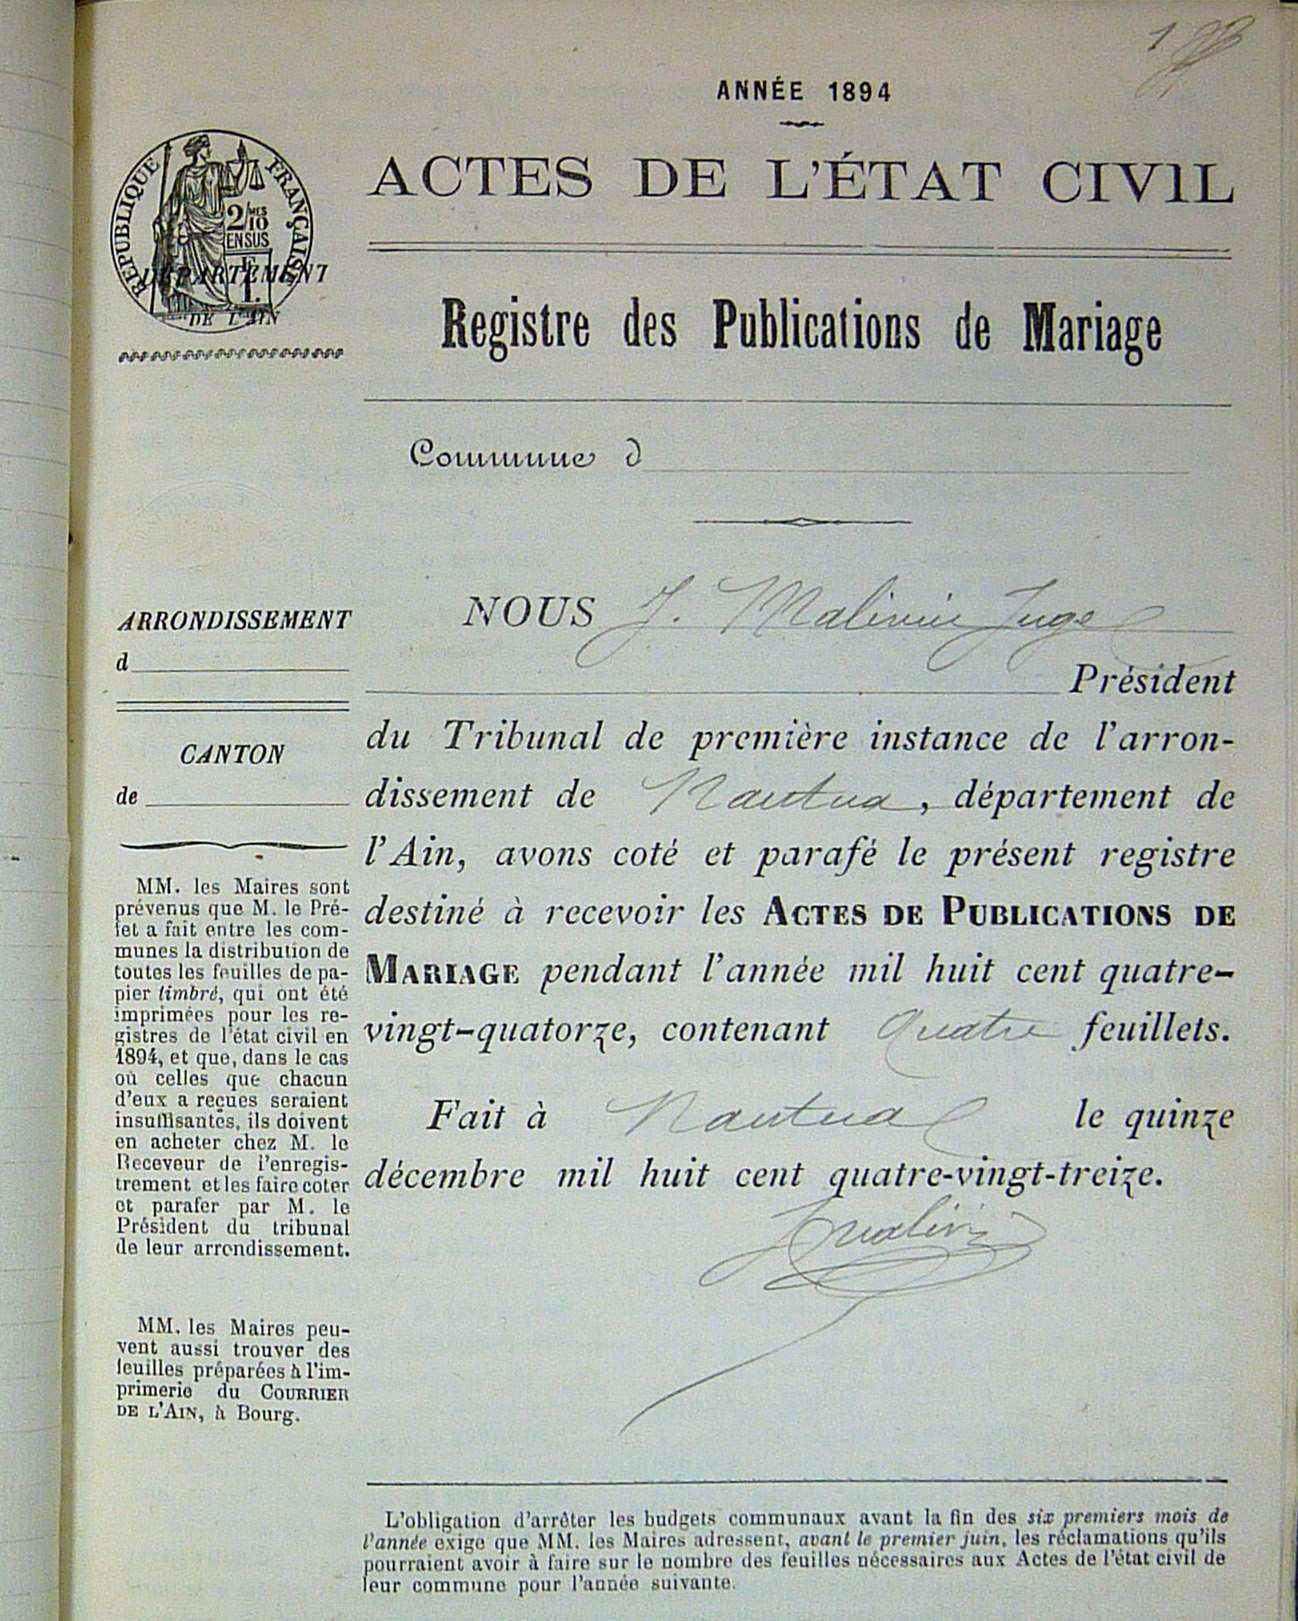 1
ANNÉE 1894
ACTES DE L'ÉTAT CIVIL
RÉPUBLIQUE FRANÇAISE
2/MES 10
EN SUS
DÉPARTEMENT
DE L'AIN
Registre des Publications de Mariage
Commune d
ARRONDISSEMENT
d
CANTON
de
MM. les Maires sont
prévenus que M. le Pré-
fet a fait entre les com-
munes la distribution de
toutes les feuilles de pa-
pier timbré, qui ont été
imprimées pour les re-
gistres de l'état civil en
1894, et que, dans le cas
où celles que chacun
d'eux a reçues seraient
insuffisantes, ils doivent
en acheter chez M. le
Receveur de l'enregis-
trement et les faire coter
et parafer par M. le
Président du tribunal
de leur arrondissement.
MM. les Maires peu-
vent aussi trouver des
feuilles préparées à l'im-
primerie du COURRIER
DE L'AIN, à Bourg.
NOUS J. Malivin Juge
Président
du Tribunal de première instance de l'arron-
dissement de Nantua, département de
l'Ain, avons coté et parafé le présent registre
destiné à recevoir les ACTES DE PUBLICATIONS DE
MARIAGE pendant l'année mil huit cent quatre-
vingt-quatorze, contenant Quatre feuillets.
Fait à Nantua le quinze
décembre mil huit cent quatre-vingt-treize.
L'obligation d'arrêter les budgets communaux avant la fin des six premiers mois de
l'année exige que MM. les Maires adressent, avant le premier juin, les réclamations qu'ils
pourraient avoir à faire sur le nombre des feuilles nécessaires aux Actes de l'état civil de
leur commune pour l'année suivante.